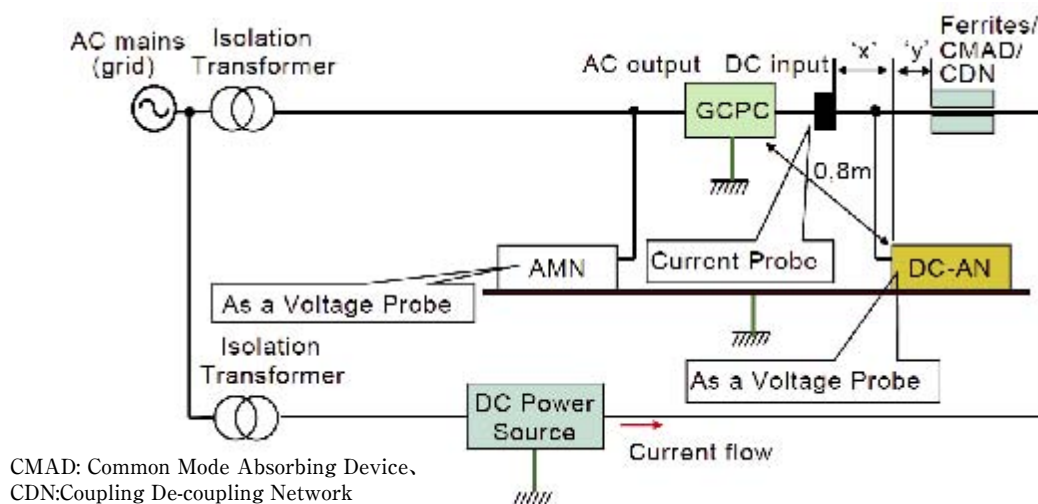 AC mains
(grid)
Isolation
Transformer
AC output
DC input
'x'
'y'
Ferrites/
CMAD/
CDN
GCPC
0.8m
Current Probe
AMN
DC-AN
As a Voltage Probe
As a Voltage Probe
Isolation
Transformer
DC Power
Source
Current flow
CMAD: Common Mode Absorbing Device、
CDN:Coupling De-coupling Network